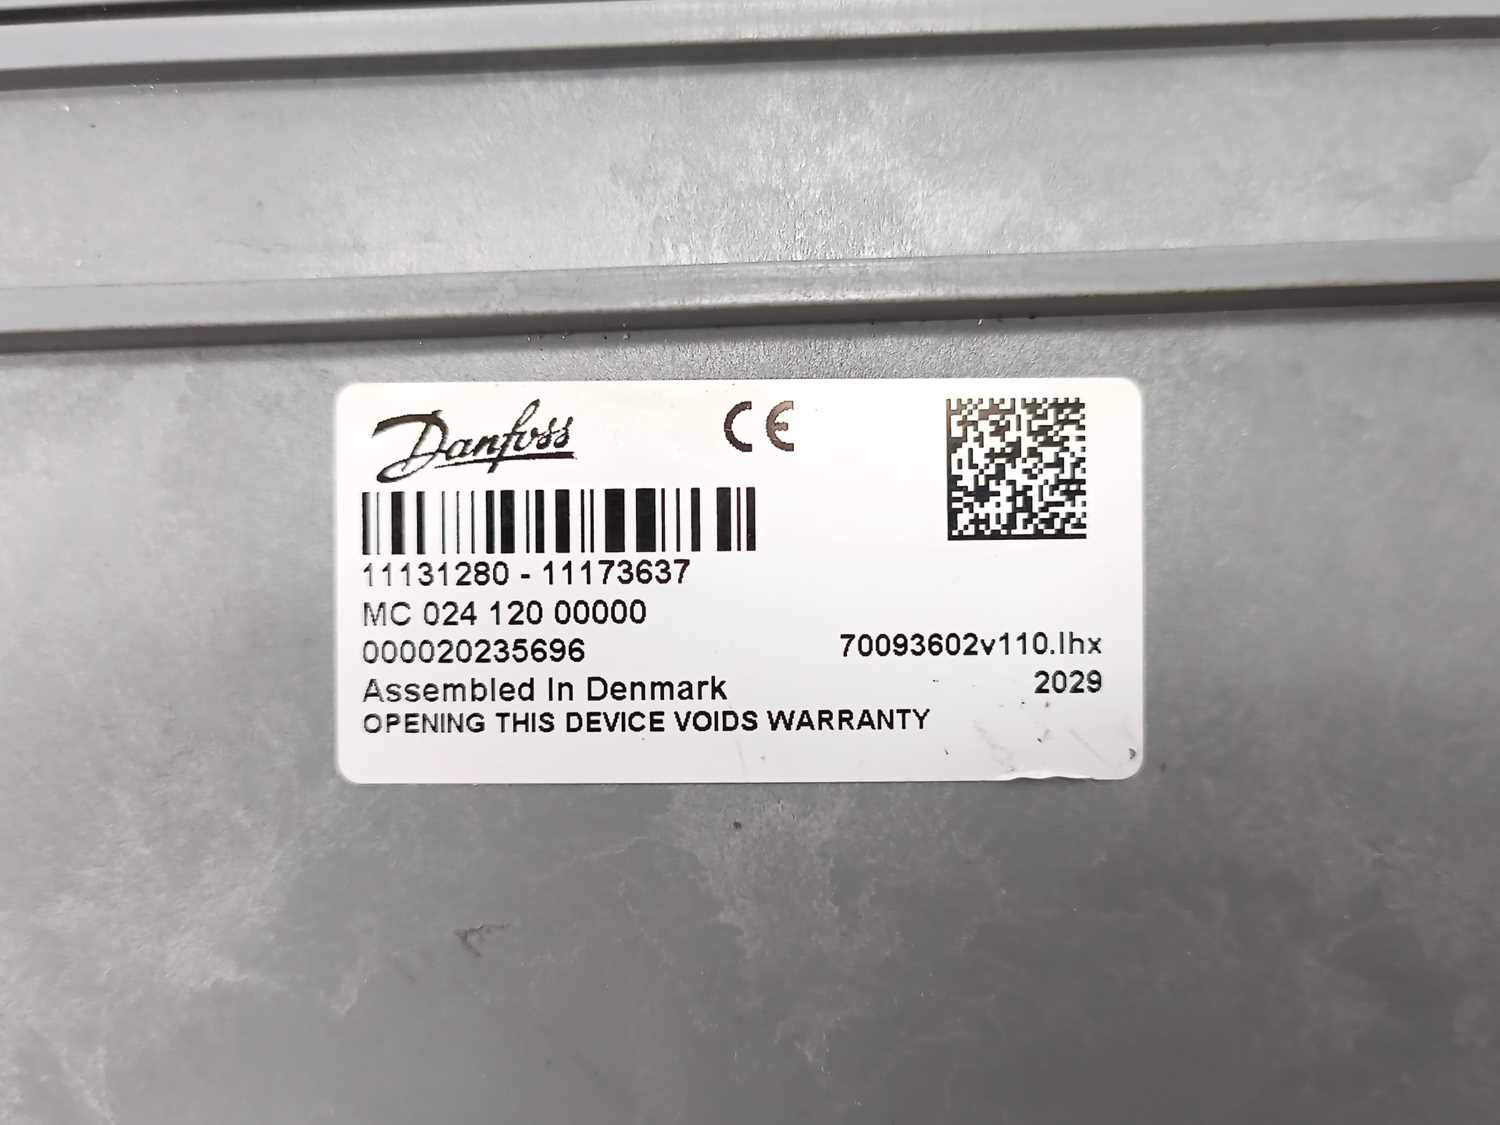 Danfoss CE
11131280 - 11173637
MC 024 120 00000
000020235696 70093602v110.lhx
Assembled In Denmark 2029
OPENING THIS DEVICE VOIDS WARRANTY